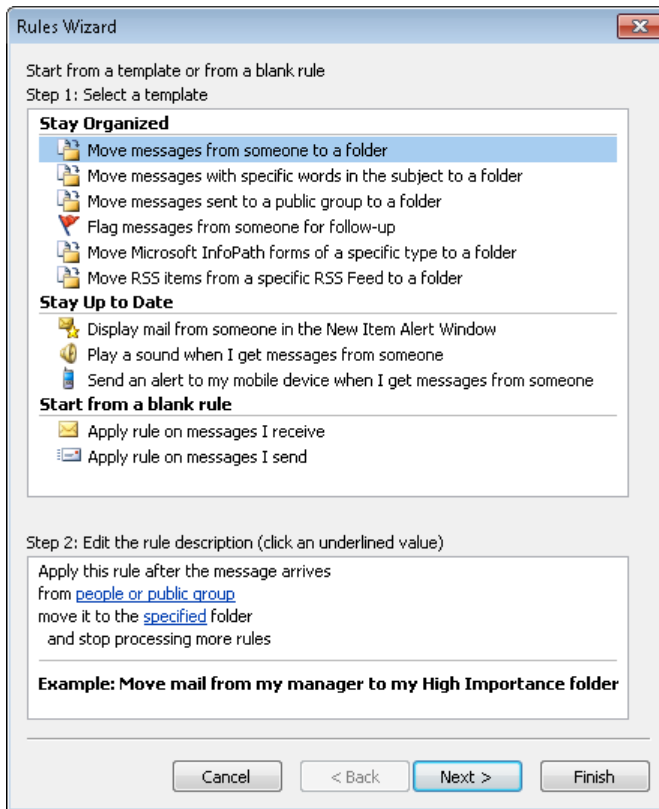 Rules Wizard
Start from a template or from a blank rule
Step 1: Select a template
Stay Organized
Move messages from someone to a folder
Move messages with specific words in the subject to a folder
Move messages sent to a public group to a folder
Flag messages from someone for follow-up
Move Microsoft InfoPath forms of a specific type to a folder
Move RSS items from a specific RSS Feed to a folder
Stay Up to Date
Display mail from someone in the New Item Alert Window
Play a sound when I get messages from someone
Send an alert to my mobile device when I get messages from someone
Start from a blank rule
Apply rule on messages I receive
Apply rule on messages I send
Step 2: Edit the rule description (click an underlined value)
Apply this rule after the message arrives
from people or public group
move it to the specified folder
and stop processing more rules
Example: Move mail from my manager to my High Importance folder
Cancel < Back Next > Finish